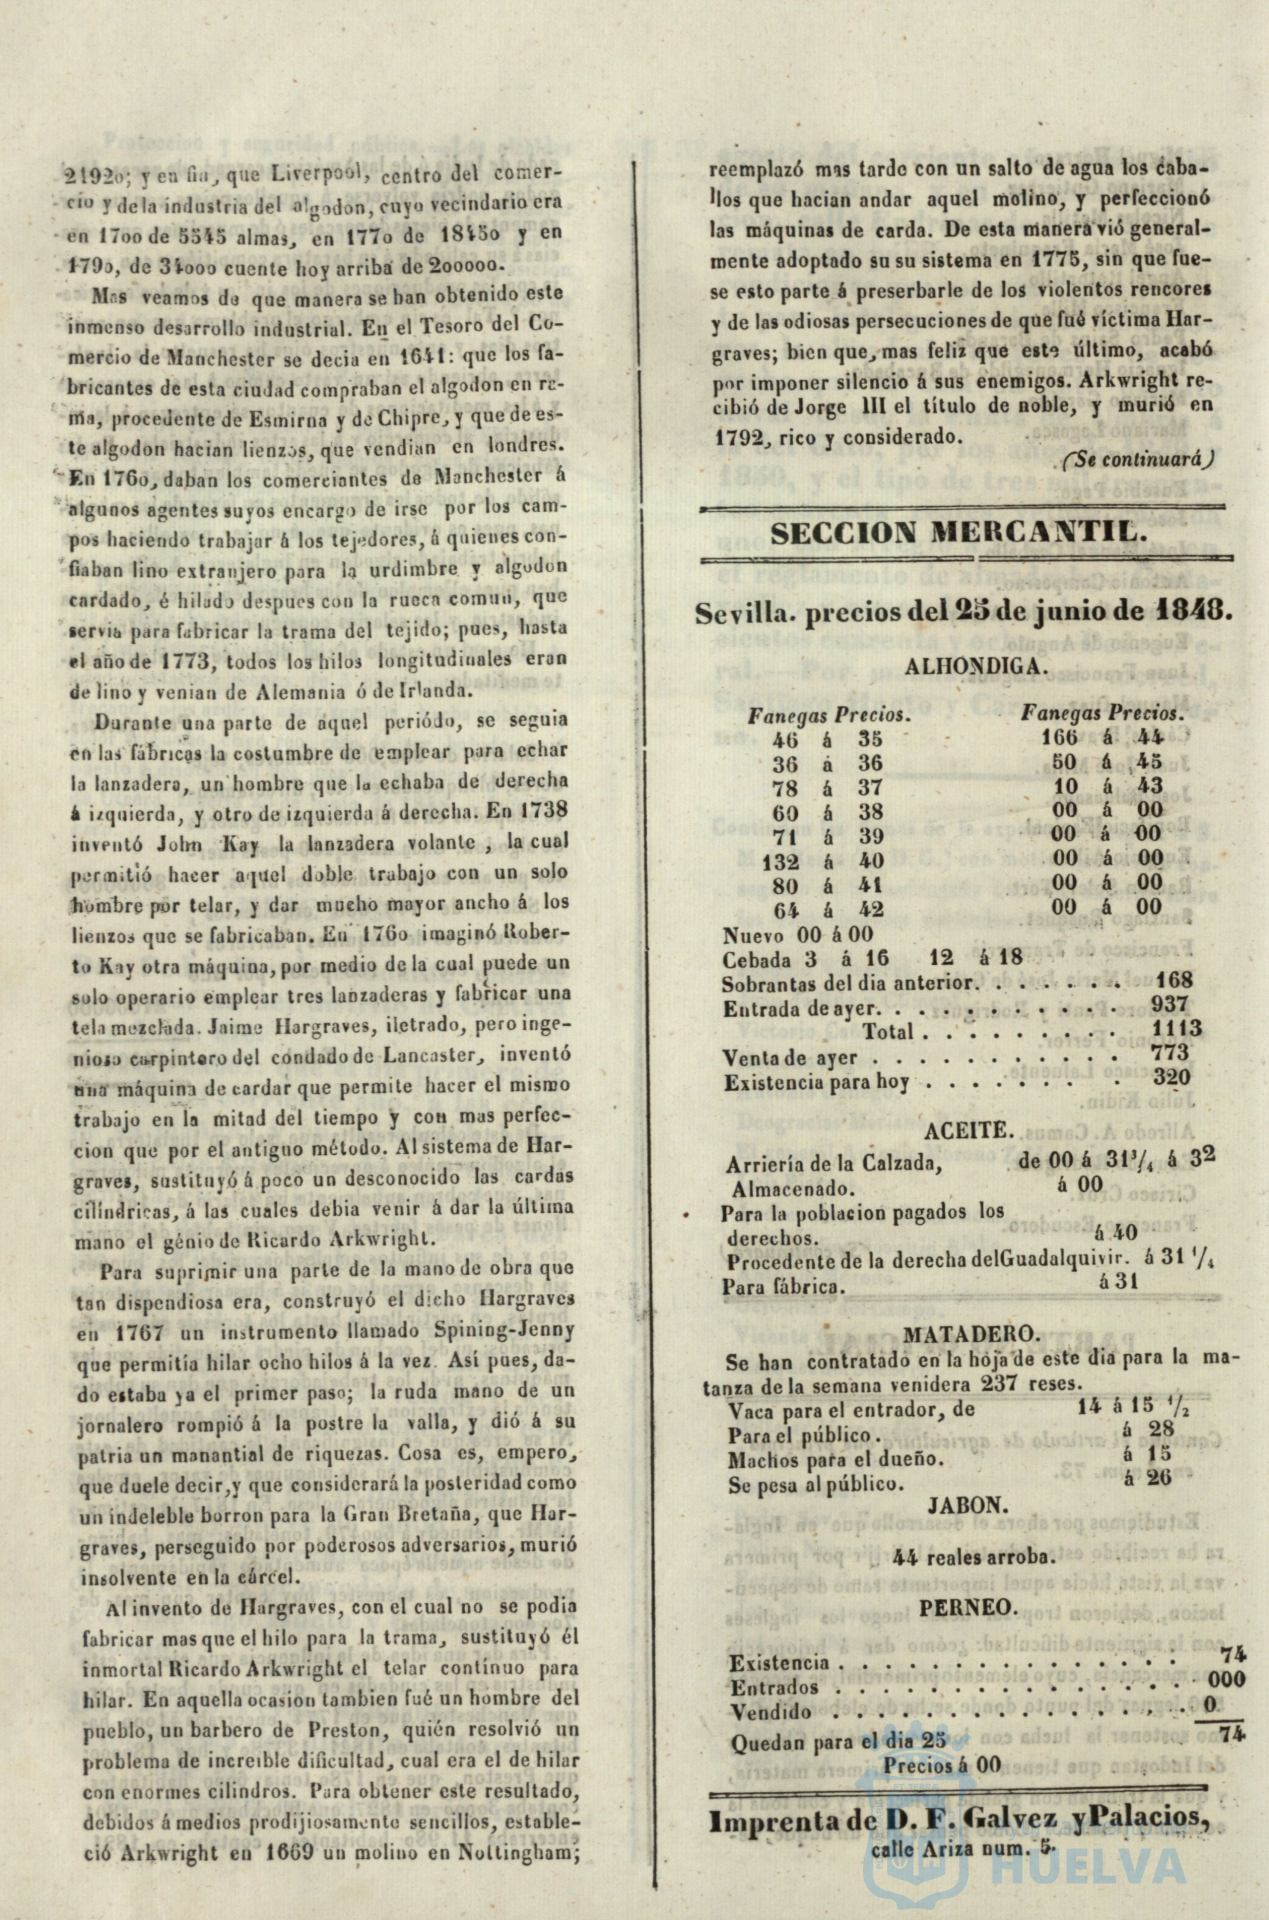 21920; y en fin, que Liverpool, centro del comer-
cio y de la industria del algodon, cuyo vecindario era
en 1700 de 5545 almas, en 1770 de 18450 y en
1790, de 34000 cuente hoy arriba de 200000.
Mas veamos de que manera se han obtenido este
inmenso desarrollo industrial. En el Tesoro del Co-
mercio de Manchester se decia en 1641: que los fa-
bricantes de esta ciudad compraban el algodon en ra-
ma, procedente de Esmirna y de Chipre, y que de es-
te algodon hacian lienzos, que vendian en londres.
En 1760, daban los comerciantes de Manchester á
algunos agentes suyos encargo de irse por los cam-
pos haciendo trabajar á los tejedores, á quienes con-
fiaban lino extranjero para la urdimbre y algodon
cardado, é hilado despues con la rueca comun, que
servia para fabricar la trama del tejido; pues, hasta
el año de 1773, todos los hilos longitudinales eran
de lino y venian de Alemania ó de Irlanda.
Durante una parte de aquel periódo, se seguia
en las fábricas la costumbre de emplear para echar
la lanzadera, un hombre que la echaba de derecha
á izquierda, y otro de izquierda á derecha. En 1738
inventó John Kay la lanzadera volante , la cual
permitió hacer aquel doble trabajo con un solo
hombre por telar, y dar mucho mayor ancho á los
lienzos que se fabricaban. En 1760 imaginó Rober-
to Kay otra máquina, por medio de la cual puede un
solo operario emplear tres lanzaderas y fabricar una
tela mezclada. Jaime Hargraves, iletrado, pero inge-
nioso carpintero del condado de Lancaster, inventó
una máquina de cardar que permite hacer el mismo
trabajo en la mitad del tiempo y con mas perfec-
cion que por el antiguo método. Al sistema de Har-
graves, sustituyó á poco un desconocido las cardas
cilíndricas, á las cuales debia venir á dar la última
mano el génio de Ricardo Arkwright.
Para suprimir una parte de la mano de obra que
tan dispendiosa era, construyó el dicho Hargraves
en 1767 un instrumento llamado Spining-Jenny
que permitía hilar ocho hilos á la vez. Así pues, da-
do estaba ya el primer paso; la ruda mano de un
jornalero rompió á la postre la valla, y dió á su
patria un manantial de riquezas. Cosa es, empero,
que duele decir, y que considerará la posteridad como
un indeleble borron para la Gran Bretaña, que Har-
graves, perseguido por poderosos adversarios, murió
insolvente en la cárcel.
Al invento de Hargraves, con el cual no se podia
fabricar mas que el hilo para la trama, sustituyó él
inmortal Ricardo Arkwright el telar contínuo para
hilar. En aquella ocasion tambien fué un hombre del
pueblo, un barbero de Preston, quién resolvió un
problema de increible dificultad, cual era el de hilar
con enormes cilindros. Para obtener este resultado,
debidos á medios prodijiosamente sencillos, estable-
ció Arkwright en 1669 un molino en Nottingham;
reemplazó mas tarde con un salto de agua los caba-
llos que hacian andar aquel molino, y perfeccionó
las máquinas de carda. De esta manera vió general-
mente adoptado su su sistema en 1775, sin que fue-
se esto parte á preserbarle de los violentos rencores
y de las odiosas persecuciones de que fué víctima Har-
graves; bien que, mas feliz que este último, acabó
por imponer silencio á sus enemigos. Arkwright re-
cibió de Jorge III el título de noble, y murió en
1792, rico y considerado.
(Se continuará)
SECCION MERCANTIL.
Sevilla. precios del 25 de junio de 1848.
ALHONDIGA.
Fanegas Precios. Fanegas Precios.
46 á 35 166 á 44
36 á 36 50 á 45
78 á 37 10 á 43
60 á 38 00 á 00
71 á 39 00 á 00
132 á 40 00 á 00
80 á 41 00 á 00
64 á 42 00 á 00
Nuevo 00 á 00
Cebada 3 á 16 12 á 18
Sobrantas del dia anterior. . . . . . . 168
Entrada de ayer. . . . . . . . . . . 937
Total . . . . . . . . . 1113
Venta de ayer . . . . . . . . . . . 773
Existencia para hoy . . . . . . . . 320
ACEITE.
Arriería de la Calzada, de 00 á 31 3/4 á 32
Almacenado. á 00
Para la poblacion pagados los
derechos. á 40
Procedente de la derecha del Guadalquivir. á 31 1/4
Para fábrica. á 31
MATADERO.
Se han contratado en la hoja de este dia para la ma-
tanza de la semana venidera 237 reses.
Vaca para el entrador, de 14 á 15 1/2
Para el público. á 28
Machos para el dueño. á 15
Se pesa al público. á 26
JABON.
44 reales arroba.
PERNEO.
Existencia . . . . . . . . . . . . . . . 74
Entrados . . . . . . . . . . . . . . . 000
Vendido . . . . . . . . . . . . . . . 0
Quedan para el dia 25 74
Precios á 00
Imprenta de D. F. Galvez y Palacios,
calle Ariza num. 5.
HUELVA